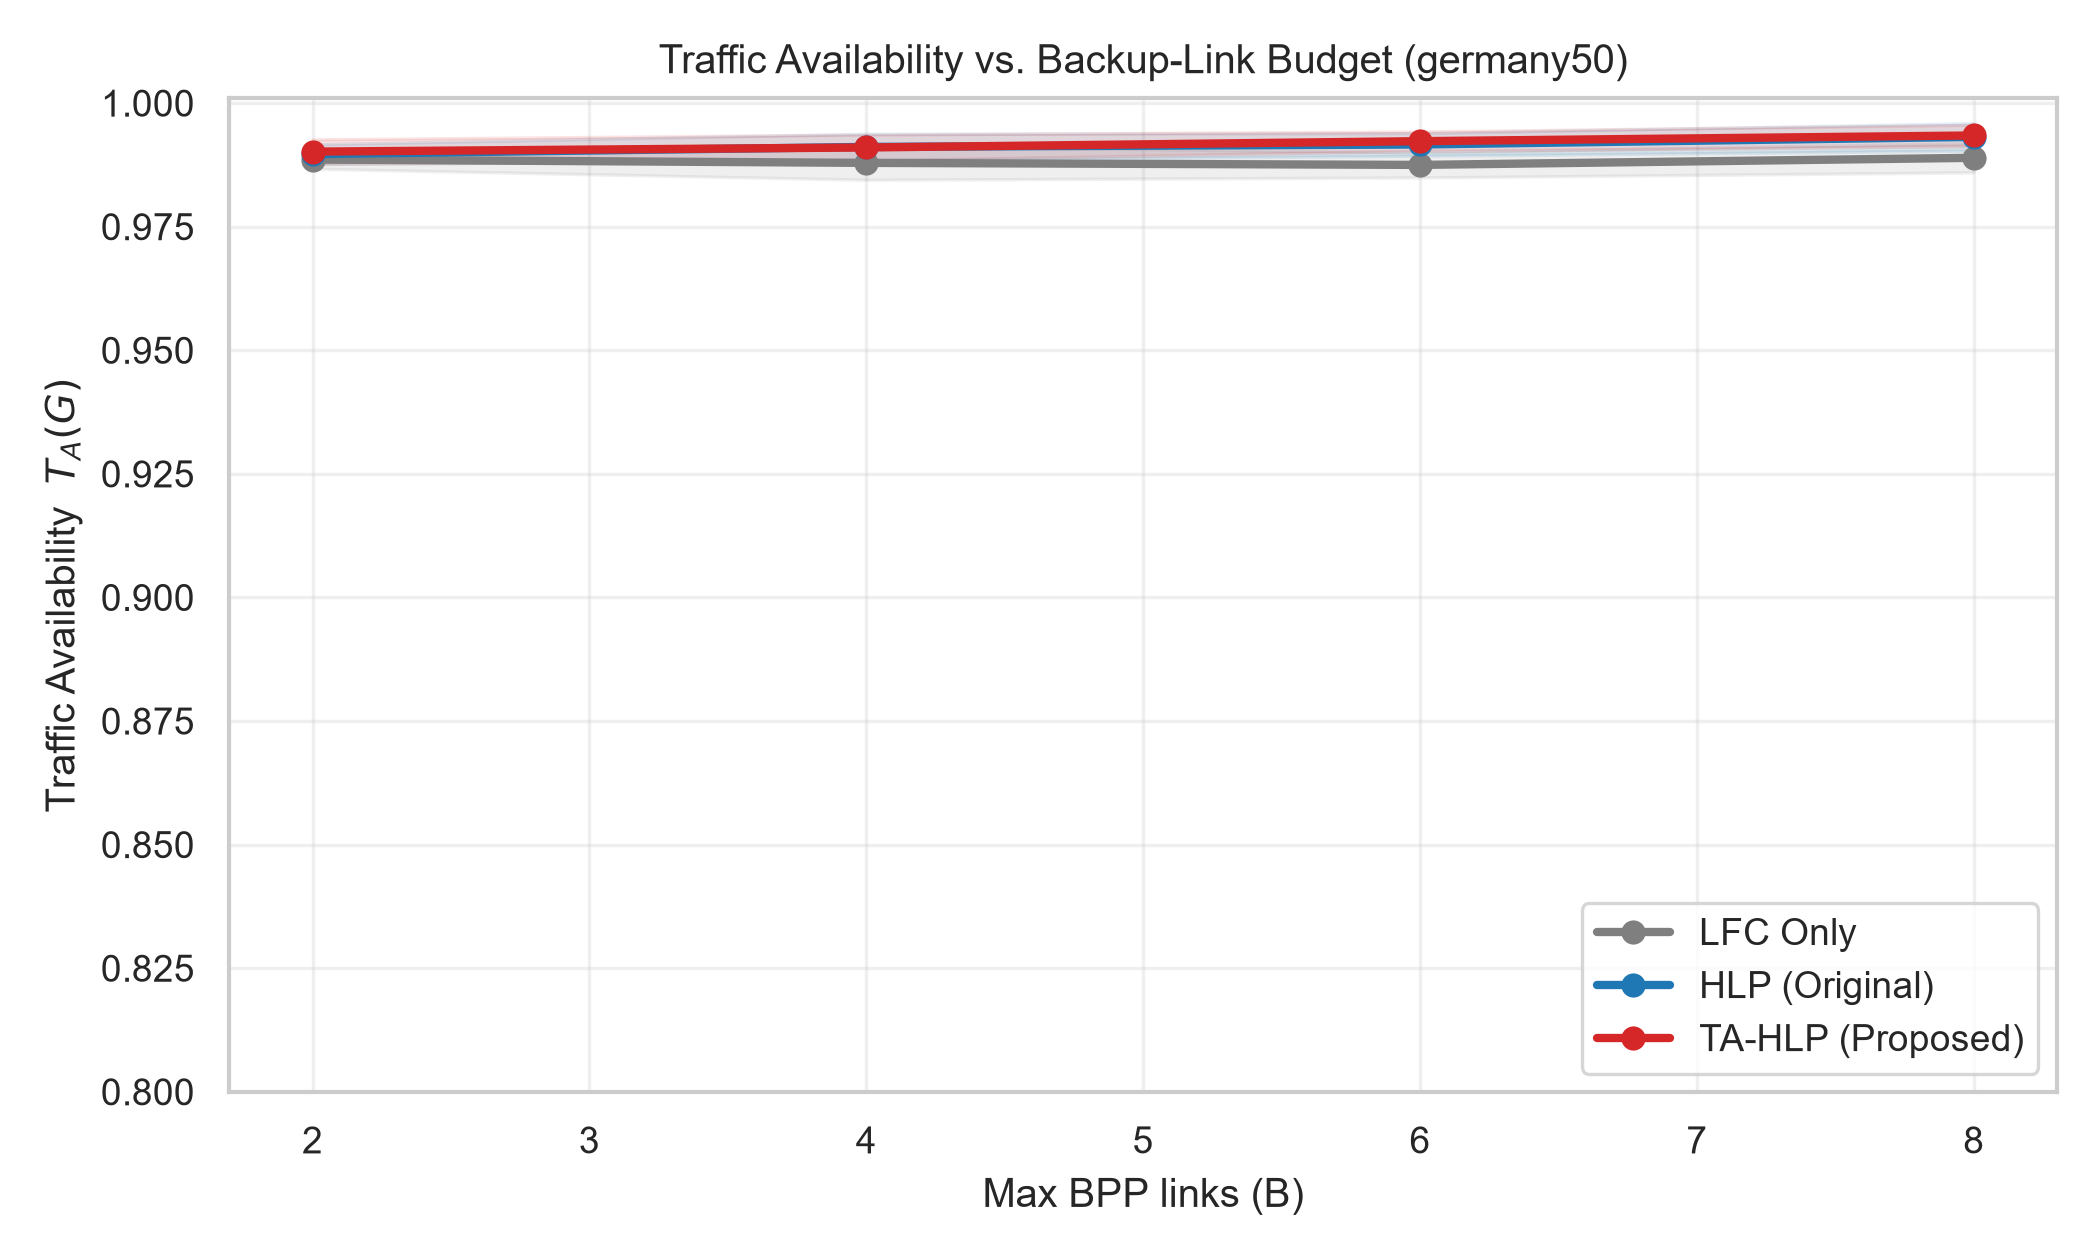 Traffic Availability vs. Backup-Link Budget (germany50)
Traffic Availability T_A(G)
1.000
0.975
0.950
0.925
0.900
0.875
0.850
0.825
0.800
2 3 4 5 6 7 8
Max BPP links (B)
LFC Only
HLP (Original)
TA-HLP (Proposed)